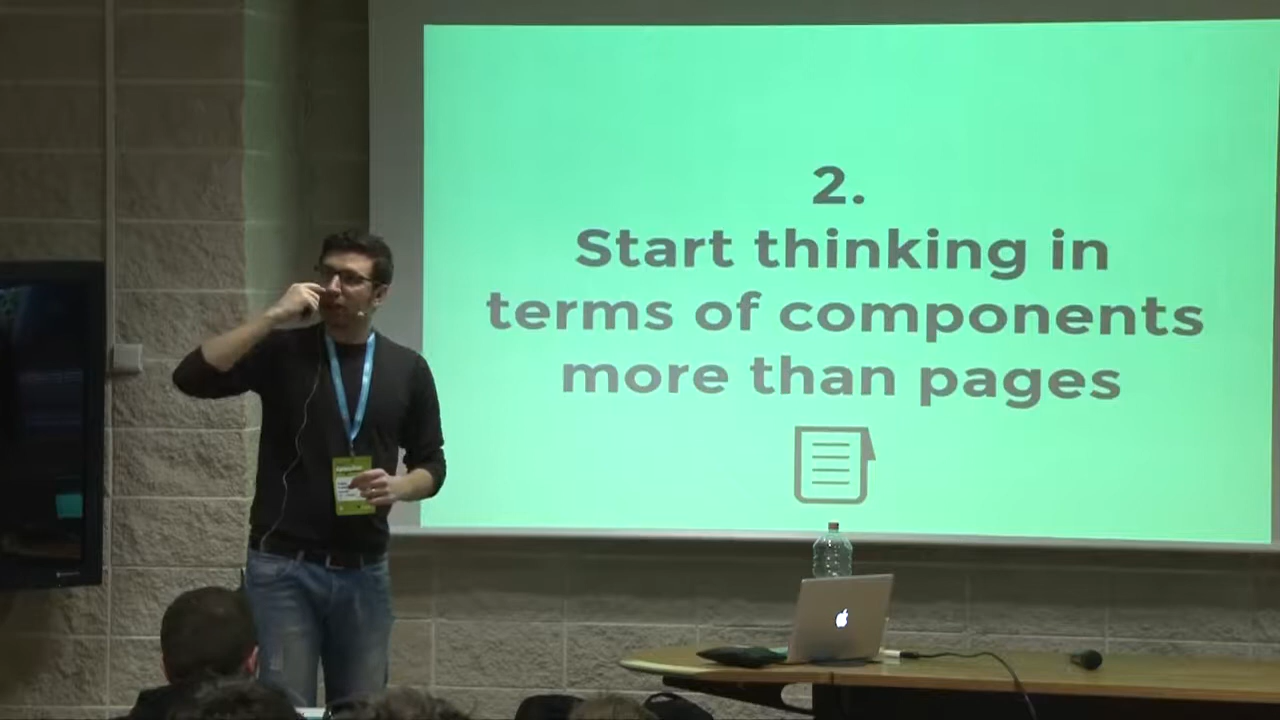 2.
Start thinking in
terms of components
more than pages